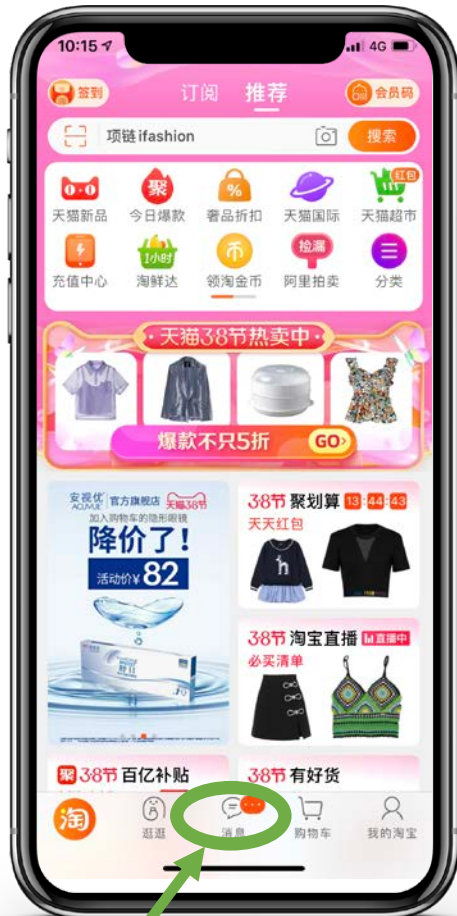 10:15 4G
签到 订阅 推荐 会员码
项链 ifashion 搜索
红包
天猫新品 今日爆款 奢品折扣 天猫国际 天猫超市
聚 % 1小时 币 捡漏
充值中心 淘鲜达 领淘金币 阿里拍卖 分类
天猫38节热卖中
爆款不只5折 GO
安视优 ACUVUE 官方旗舰店 天猫38节
加入购物车的隐形眼镜
降价了!
活动价¥82
38节 聚划算 13:44:43
天天红包
38节 淘宝直播 直播中
必买清单
聚 38节 百亿补贴
38节 有好货
淘 逛逛 消息 购物车 我的淘宝